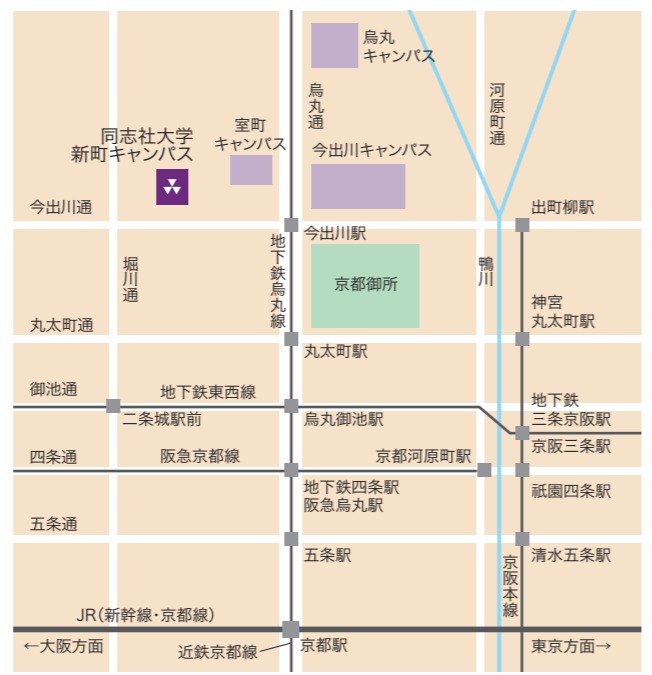 烏丸
キャンパス
烏丸通
河原町通
室町
キャンパス
同志社大学
新町キャンパス
今出川キャンパス
今出川通
出町柳駅
今出川駅
地下鉄烏丸線
堀川通
京都御所
鴨川
神宮
丸太町駅
丸太町通
丸太町駅
御池通
地下鉄東西線
地下鉄
三条京阪駅
二条城駅前
烏丸御池駅
京阪三条駅
四条通
阪急京都線
京都河原町駅
地下鉄四条駅
阪急烏丸駅
祇園四条駅
五条通
五条駅
京阪本線
清水五条駅
JR(新幹線・京都線)
←大阪方面
近鉄京都線
京都駅
東京方面→